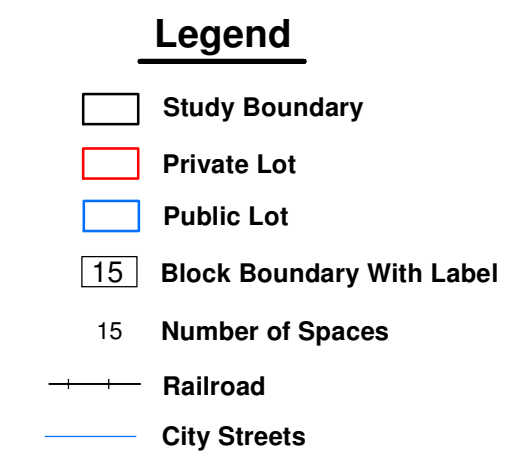 Legend
Study Boundary
Private Lot
Public Lot
15 Block Boundary With Label
15 Number of Spaces
Railroad
City Streets